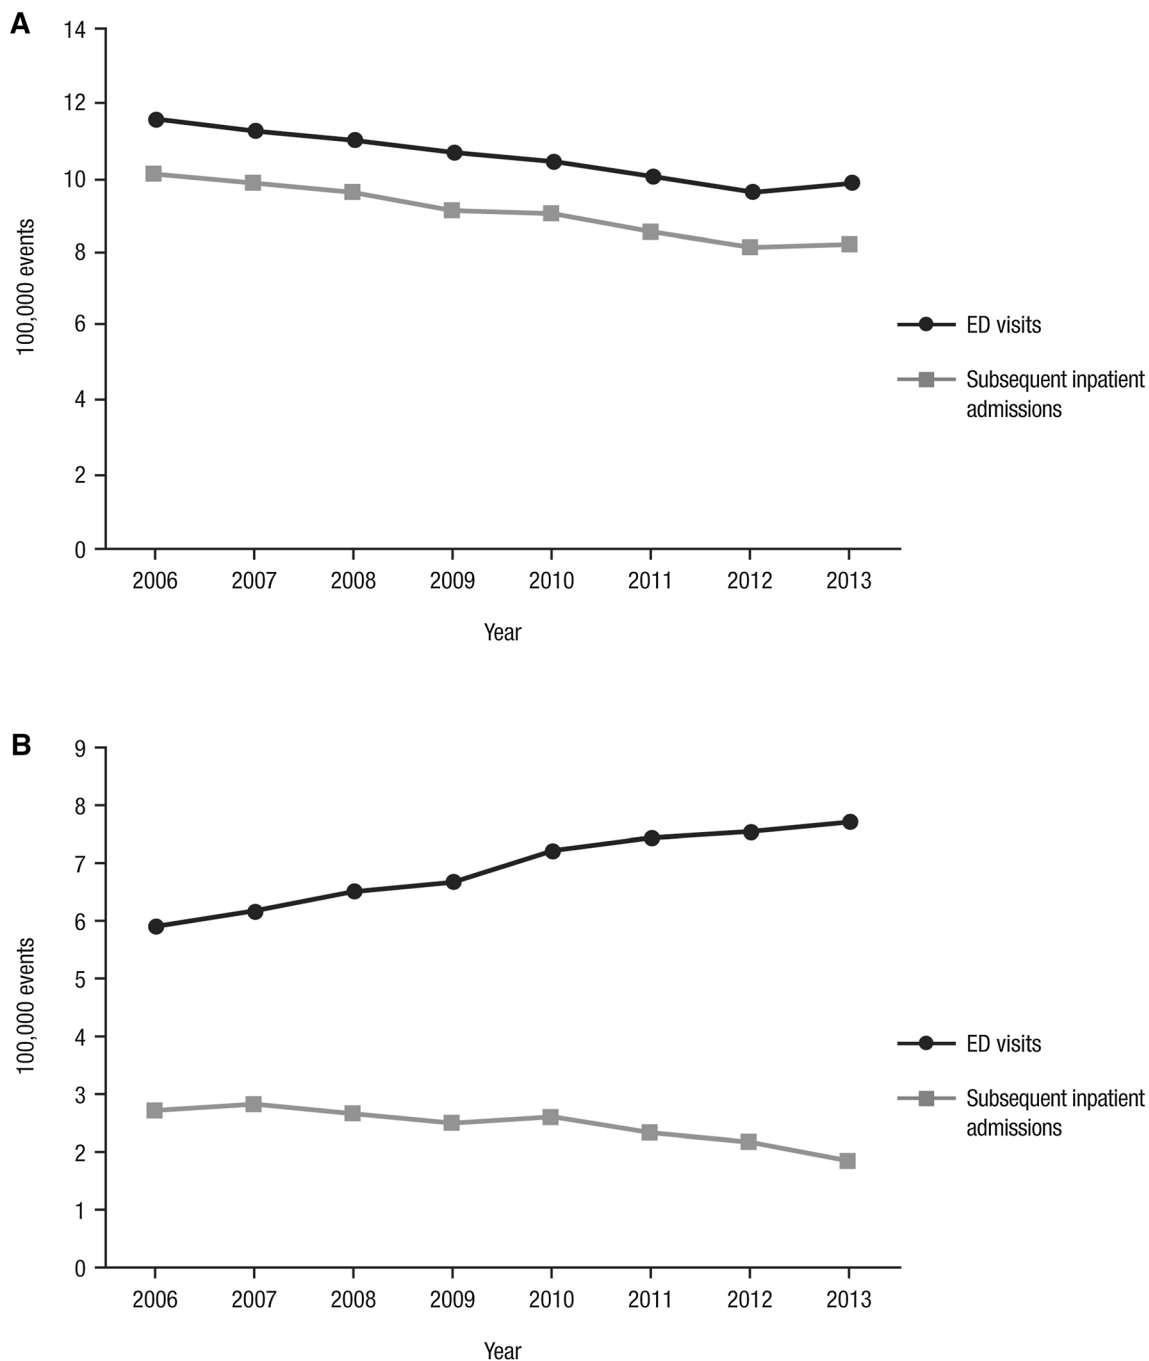 A
14
12
10
8
6
4
2
0
100,000 events
2006 2007 2008 2009 2010 2011 2012 2013
Year
ED visits
Subsequent inpatient
admissions
B
9
8
7
6
5
4
3
2
1
0
100,000 events
2006 2007 2008 2009 2010 2011 2012 2013
Year
ED visits
Subsequent inpatient
admissions